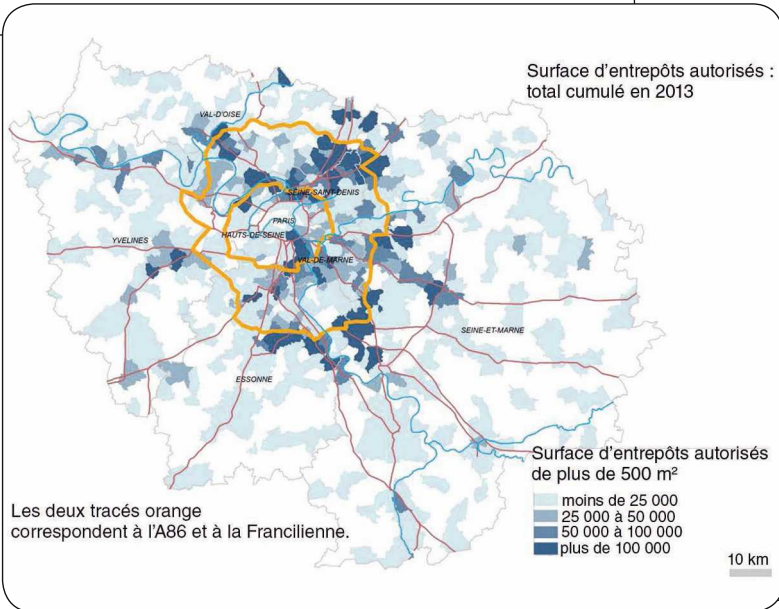 Surface d'entrepôts autorisés :
total cumulé en 2013
VAL-D'OISE
SEINE-SAINT-DENIS
PARIS
HAUTS-DE-SEINE
YVELINES
VAL-DE-MARNE
SEINE-ET-MARNE
ESSONNE
Surface d'entrepôts autorisés
de plus de 500 m²
moins de 25 000
25 000 à 50 000
50 000 à 100 000
plus de 100 000
Les deux tracés orange
correspondent à l'A86 et à la Francilienne.
10 km